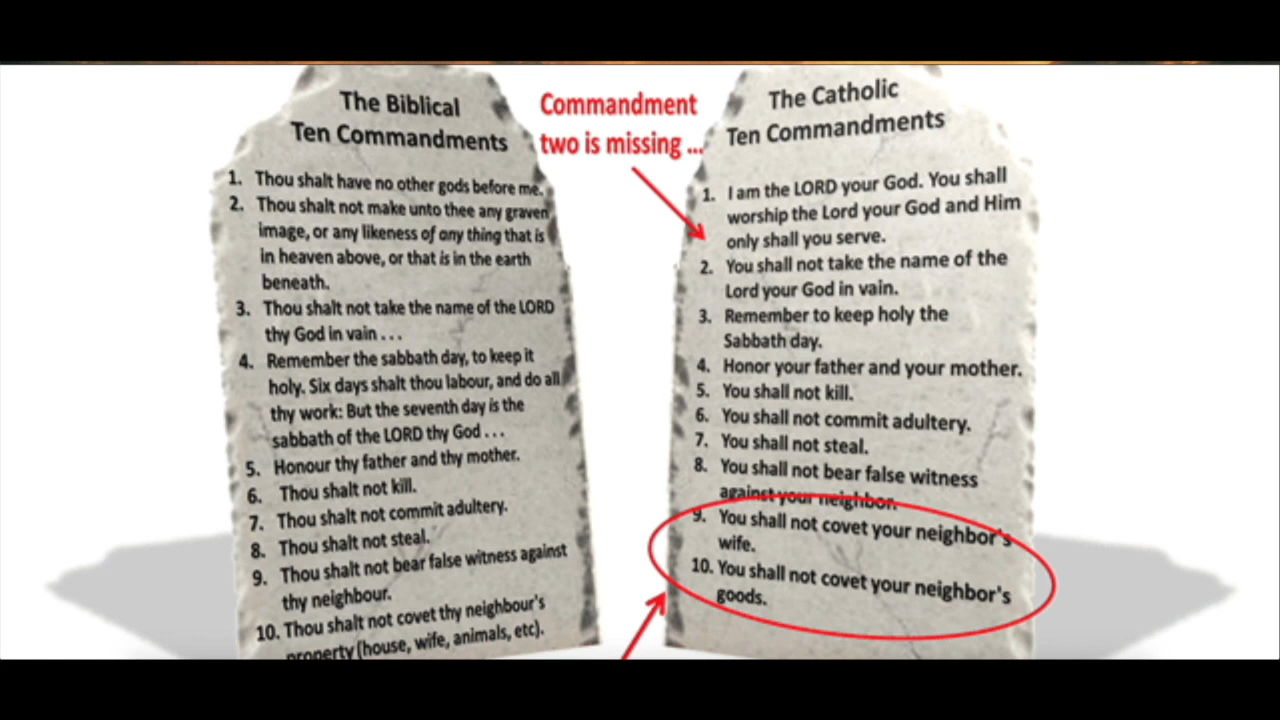 The Biblical
Ten Commandments
1. Thou shalt have no other gods before me.
2. Thou shalt not make unto thee any graven
image, or any likeness of any thing that is
in heaven above, or that is in the earth
beneath.
3. Thou shalt not take the name of the LORD
thy God in vain . . .
4. Remember the sabbath day, to keep it
holy. Six days shalt thou labour, and do all
thy work: But the seventh day is the
sabbath of the LORD thy God . . .
5. Honour thy father and thy mother.
6. Thou shalt not kill.
7. Thou shalt not commit adultery.
8. Thou shalt not steal.
9. Thou shalt not bear false witness against
thy neighbour.
10. Thou shalt not covet thy neighbour's
property (house, wife, animals, etc).
Commandment
two is missing ...
The Catholic
Ten Commandments
1. I am the LORD your God. You shall
worship the Lord your God and Him
only shall you serve.
2. You shall not take the name of the
Lord your God in vain.
3. Remember to keep holy the
Sabbath day.
4. Honor your father and your mother.
5. You shall not kill.
6. You shall not commit adultery.
7. You shall not steal.
8. You shall not bear false witness
against your neighbor.
9. You shall not covet your neighbor's
wife.
10. You shall not covet your neighbor's
goods.